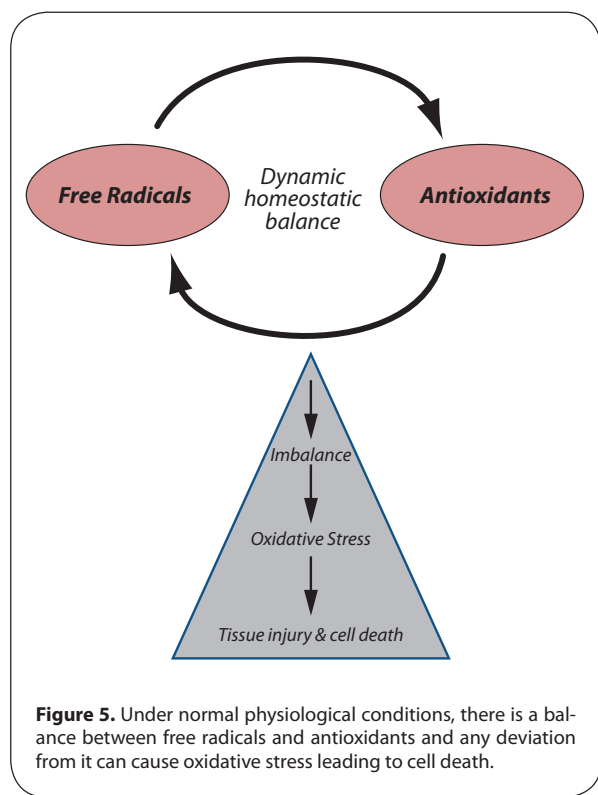 Free Radicals
Dynamic
homeostatic
balance
Antioxidants
Imbalance
Oxidative Stress
Tissue injury & cell death
Figure 5. Under normal physiological conditions, there is a bal-
ance between free radicals and antioxidants and any deviation
from it can cause oxidative stress leading to cell death.